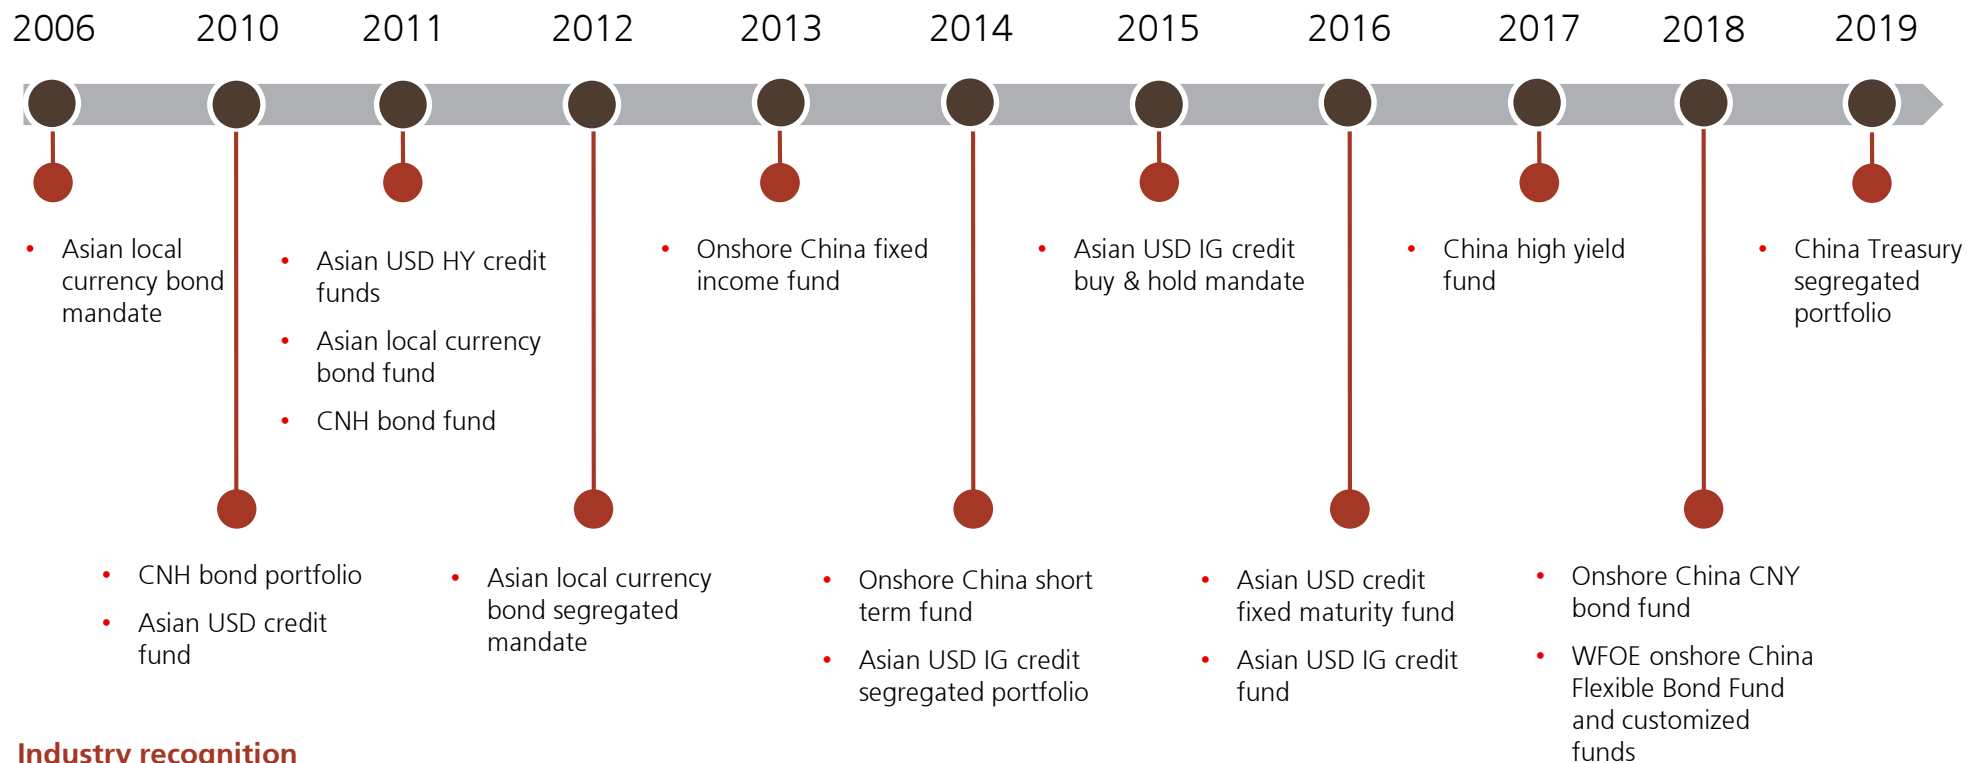 2006 2010 2011 2012 2013 2014 2015 2016 2017 2018 2019
• Asian local
currency bond
mandate
• Asian USD HY credit
funds
• Asian local currency
bond fund
• CNH bond fund
• Onshore China fixed
income fund
• Asian USD IG credit
buy & hold mandate
• China high yield
fund
• China Treasury
segregated
portfolio
• CNH bond portfolio
• Asian USD credit
fund
• Asian local currency
bond segregated
mandate
• Onshore China short
term fund
• Asian USD IG credit
segregated portfolio
• Asian USD credit
fixed maturity fund
• Asian USD IG credit
fund
• Onshore China CNY
bond fund
• WFOE onshore China
Flexible Bond Fund
and customized
funds
Industry recognition